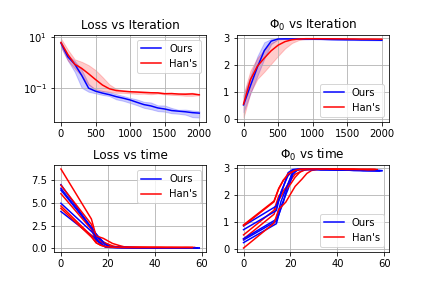 Loss vs Iteration
10¹
10⁻¹
Ours
Han's
0 500 1000 1500 2000
Φ₀ vs Iteration
3
2
1
0
Ours
Han's
0 500 1000 1500 2000
Loss vs time
7.5
5.0
2.5
0.0
Ours
Han's
0 20 40 60
Φ₀ vs time
3
2
1
0
Ours
Han's
0 20 40 60